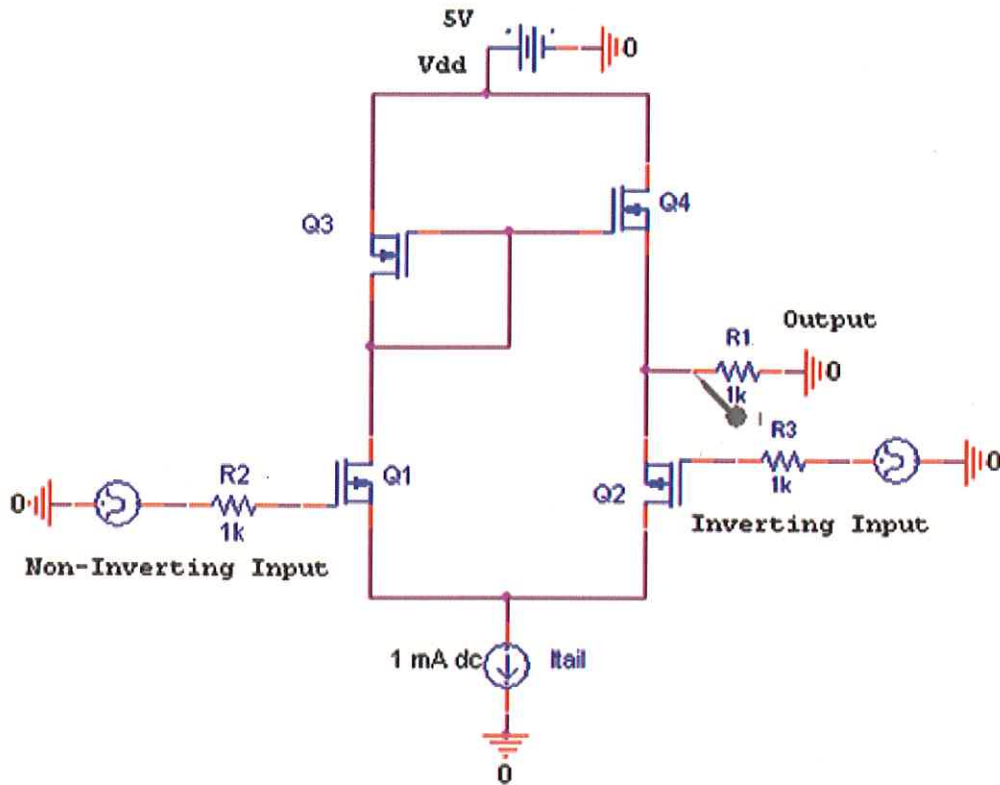 5V
Vdd
0
Q3
Q4
Output
R1
1k
0
R2
1k
Q1
0
Non-Inverting Input
Q2
R3
1k
0
Inverting Input
1 mA dc
Itail
0